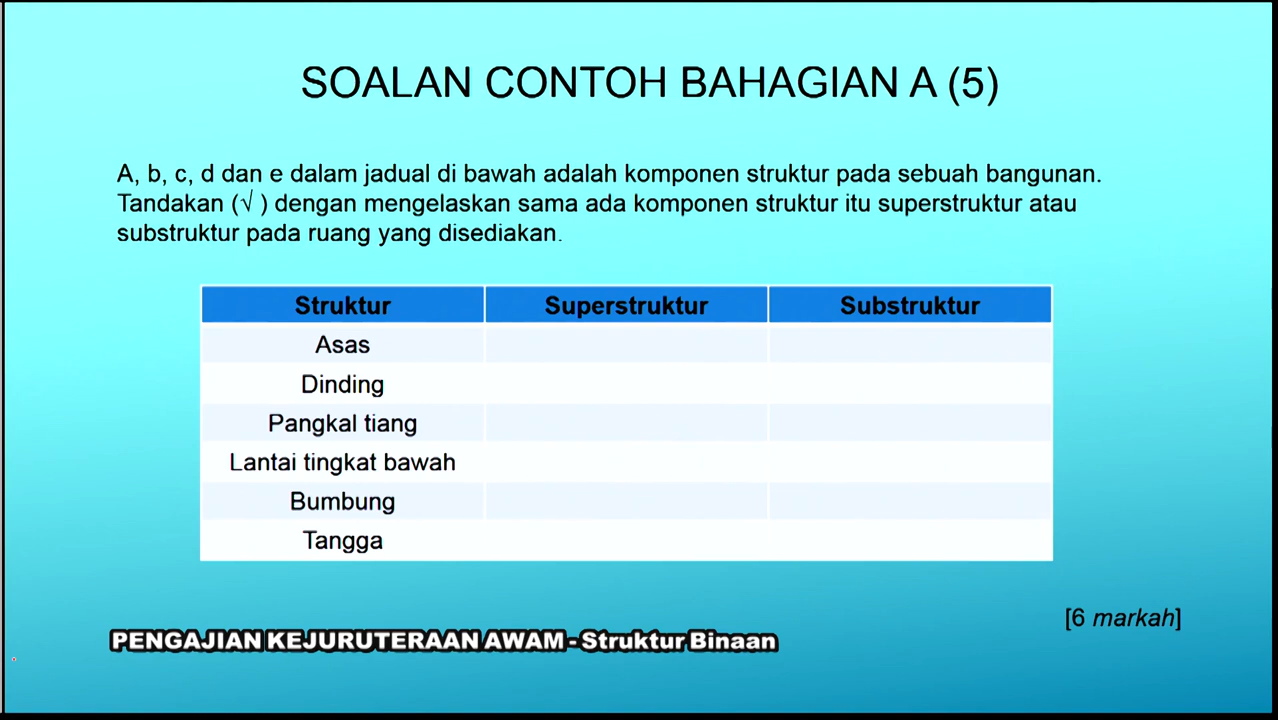 SOALAN CONTOH BAHAGIAN A (5)
A, b, c, d dan e dalam jadual di bawah adalah komponen struktur pada sebuah bangunan.
Tandakan (√ ) dengan mengelaskan sama ada komponen struktur itu superstruktur atau
substruktur pada ruang yang disediakan.
Struktur Superstruktur Substruktur
Asas
Dinding
Pangkal tiang
Lantai tingkat bawah
Bumbung
Tangga
[6 markah]
PENGAJIAN KEJURUTERAAN AWAM - Struktur Binaan